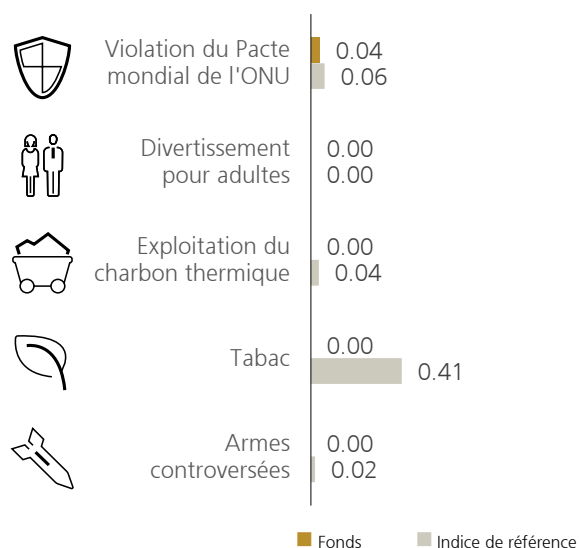 Violation du Pacte
mondial de l'ONU
0.04
0.06
Divertissement
pour adultes
0.00
0.00
Exploitation du
charbon thermique
0.00
0.04
Tabac
0.00
0.41
Armes
controversées
0.00
0.02
Fonds
Indice de référence